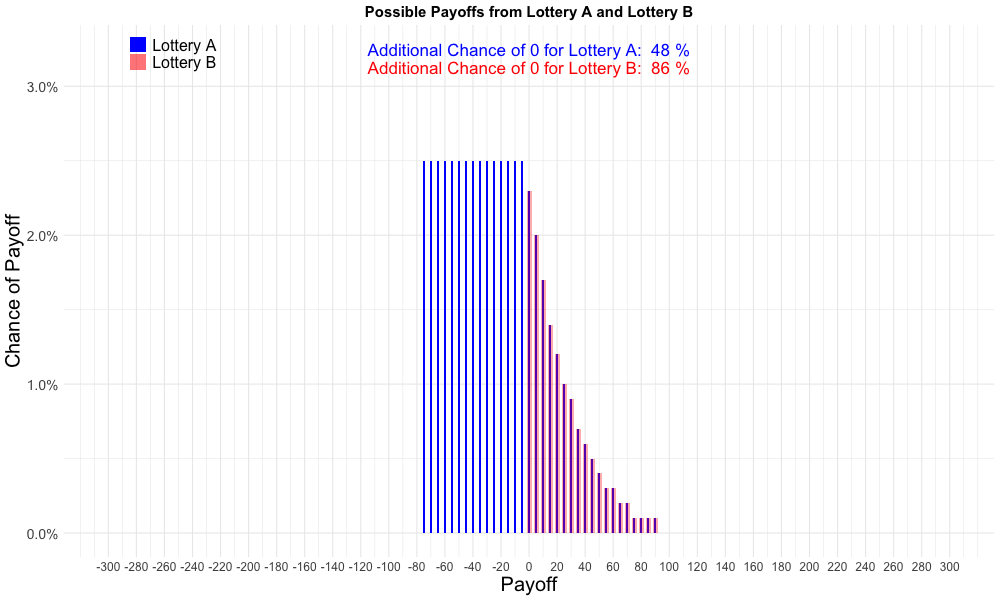 Possible Payoffs from Lottery A and Lottery B
Lottery A
Lottery B
Additional Chance of 0 for Lottery A:  48 %
Additional Chance of 0 for Lottery B:  86 %
Chance of Payoff
3.0%
2.0%
1.0%
0.0%
-300 -280 -260 -240 -220 -200 -180 -160 -140 -120 -100 -80 -60 -40 -20 0 20 40 60 80 100 120 140 160 180 200 220 240 260 280 300
Payoff